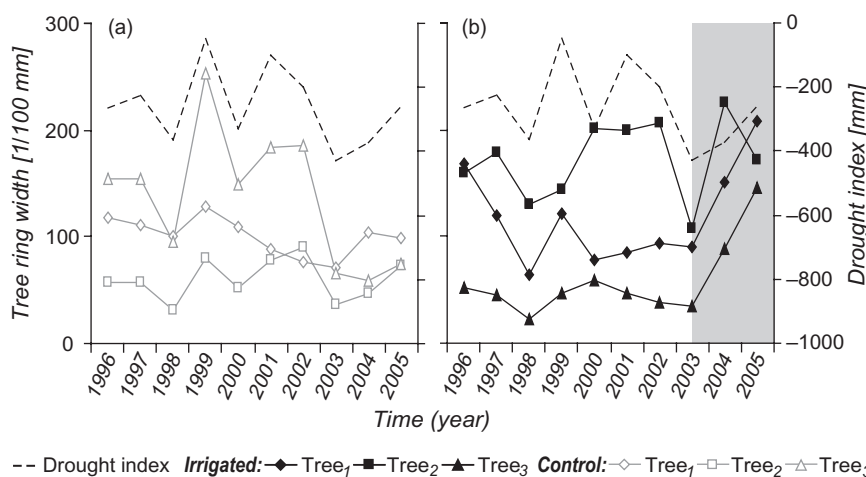 (a)
(b)
Tree ring width [1/100 mm]
300
200
100
0
0
–200
–400
–600
–800
–1000
Drought index [mm]
1996 1997 1998 1999 2000 2001 2002 2003 2004 2005
1996 1997 1998 1999 2000 2001 2002 2003 2004 2005
Time (year)
Drought index Irrigated: Tree1 Tree2 Tree3 Control: Tree1 Tree2 Tree3